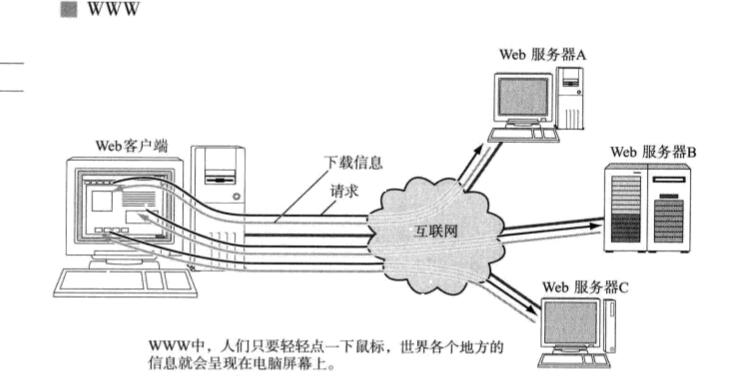 WWW
Web 服务器A
Web客户端
Web 服务器B
下载信息
请求
互联网
Web 服务器C
WWW中，人们只要轻轻点一下鼠标，世界各个地方的
信息就会呈现在电脑屏幕上。